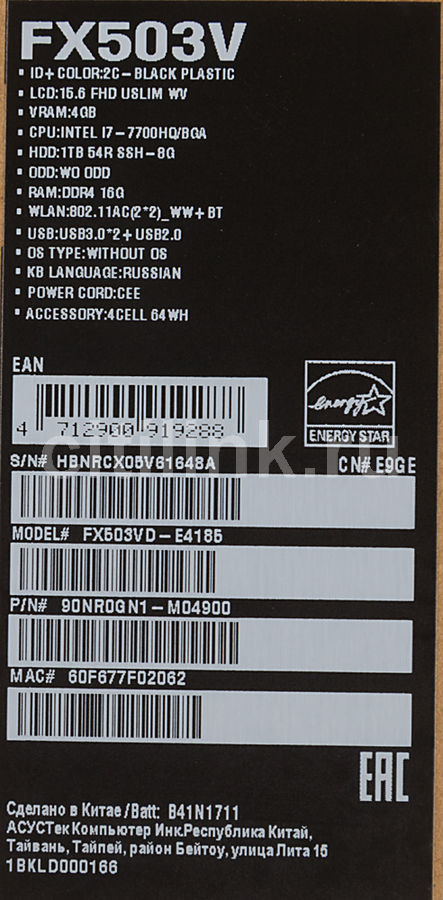 FX503V
▪ ID+COLOR:2C-BLACK PLASTIC
▪ LCD:15.6 FHD USLIM WV
▪ VRAM:4GB
▪ CPU:INTEL I7-7700HQ/BGA
▪ HDD:1TB 54R SSH-8G
▪ ODD:WO ODD
▪ RAM:DDR4 16G
▪ WLAN:802.11AC(2*2)_WW+BT
▪ USB:USB3.0*2+USB2.0
▪ OS TYPE:WITHOUT OS
▪ KB LANGUAGE:RUSSIAN
▪ POWER CORD:CEE
▪ ACCESSORY:4CELL 64WH
EAN
energy
ENERGY STAR
4 712900 919288
citilink.ru
S/N# HBNRCX05V61648A CN# E9GE
MODEL# FX503VD-E4185
P/N# 90NR0GN1-M04900
MAC# 60F677F02062
EAC
Сделано в Китае/Batt: B41N1711
АСУСТек Компьютер Инк.Республика Китай,
Тайвань, Тайпей, район Бейтоу, улица Лита 15
1BKLD000166